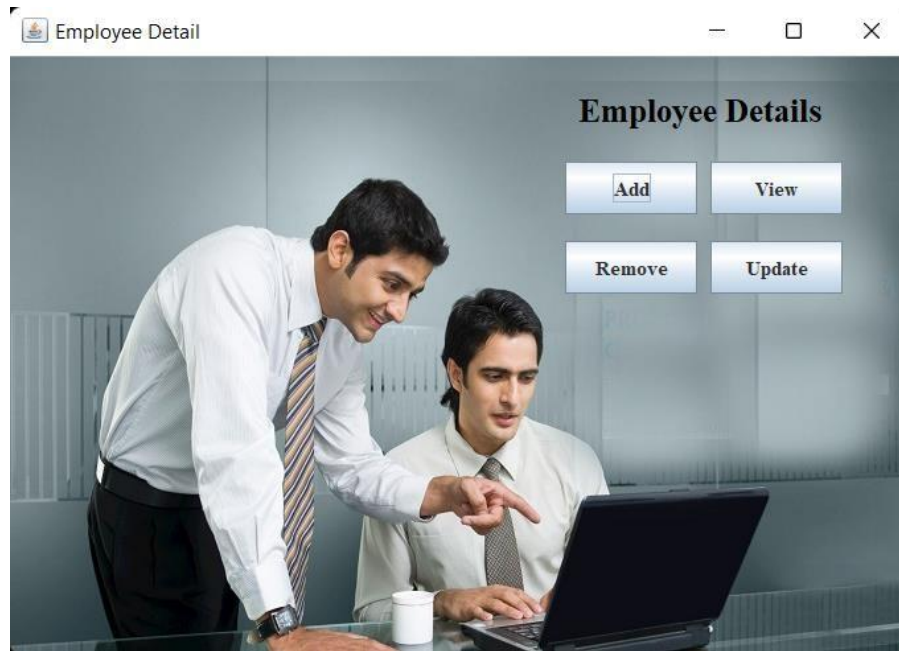 Employee Detail
Employee Details
Add View
Remove Update